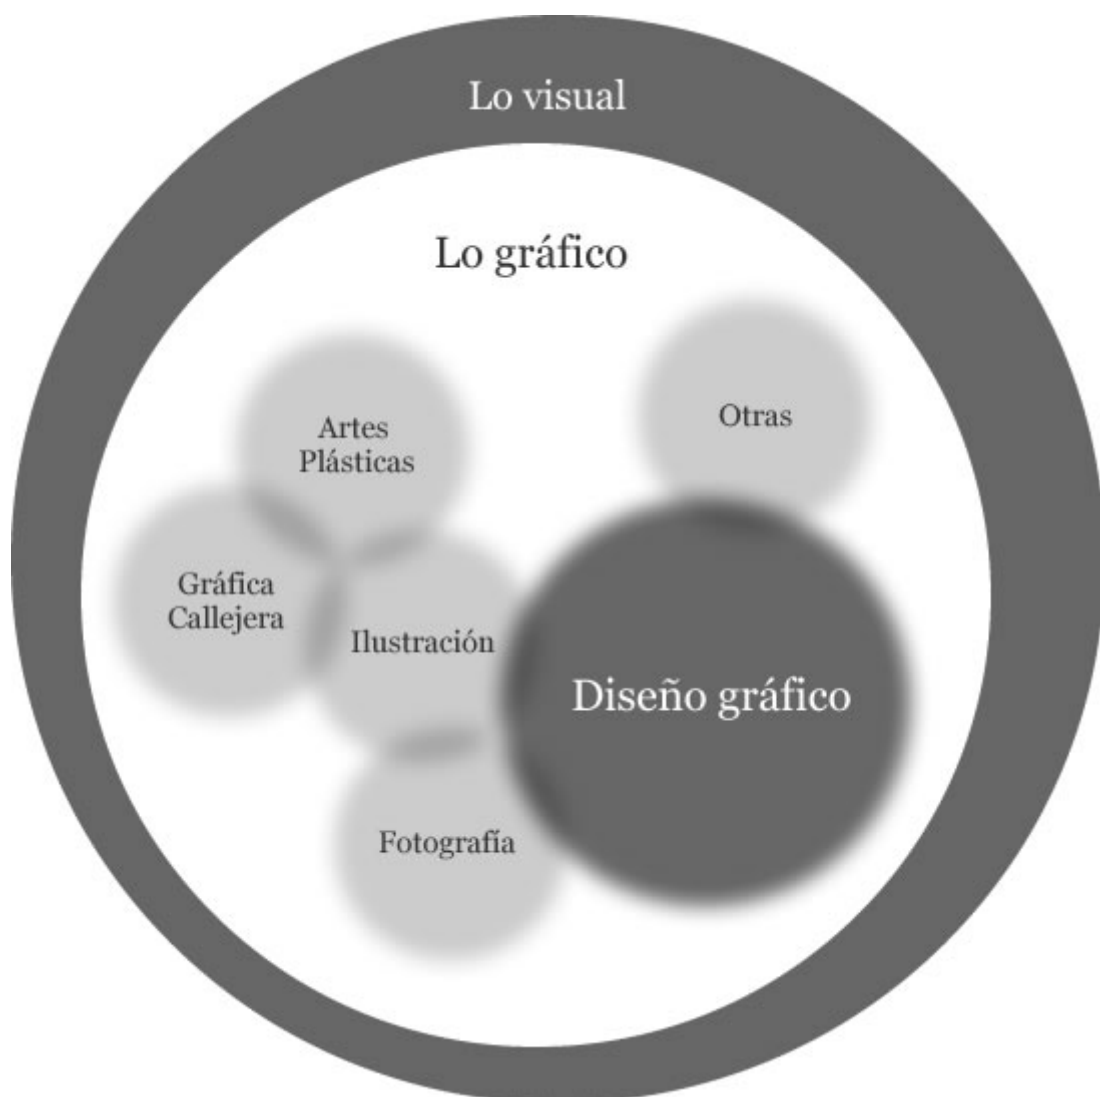 Lo visual
Lo gráfico
Artes
Plásticas
Otras
Gráfica
Callejera
Ilustración
Diseño gráfico
Fotografía